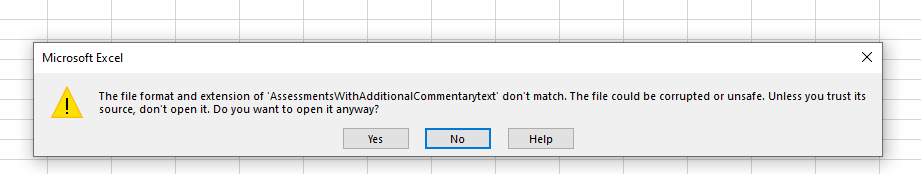 Microsoft Excel
The file format and extension of 'AssessmentsWithAdditionalCommentarytext' don't match. The file could be corrupted or unsafe. Unless you trust its
source, don't open it. Do you want to open it anyway?
Yes No Help